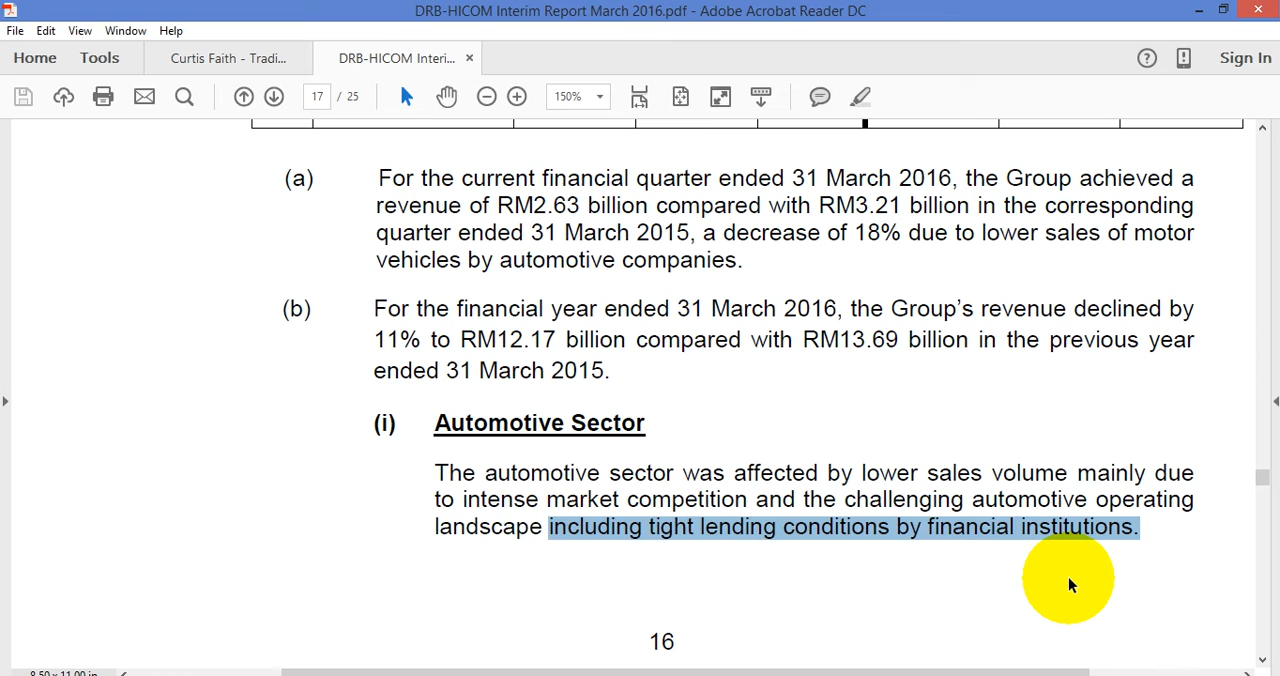 DRB-HICOM Interim Report March 2016.pdf - Adobe Acrobat Reader DC
File Edit View Window Help
Home Tools Curtis Faith - Tradi... DRB-HICOM Interi... × Sign In
17 / 25 150%
(a) For the current financial quarter ended 31 March 2016, the Group achieved a
revenue of RM2.63 billion compared with RM3.21 billion in the corresponding
quarter ended 31 March 2015, a decrease of 18% due to lower sales of motor
vehicles by automotive companies.
(b) For the financial year ended 31 March 2016, the Group's revenue declined by
11% to RM12.17 billion compared with RM13.69 billion in the previous year
ended 31 March 2015.
(i) Automotive Sector
The automotive sector was affected by lower sales volume mainly due
to intense market competition and the challenging automotive operating
landscape including tight lending conditions by financial institutions.
16
8.50 x 11.00 in